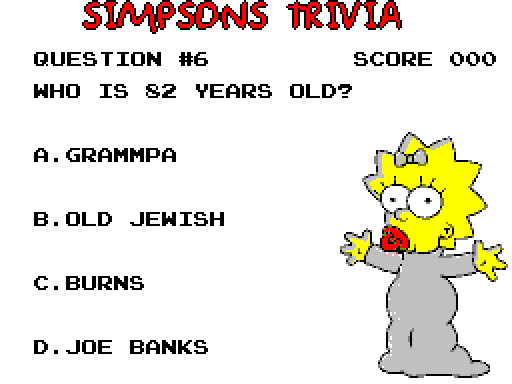 SIMPSONS TRIVIA
QUESTION #6 SCORE 000
WHO IS 82 YEARS OLD?
A.GRAMMPA
B.OLD JEWISH
C.BURNS
D.JOE BANKS